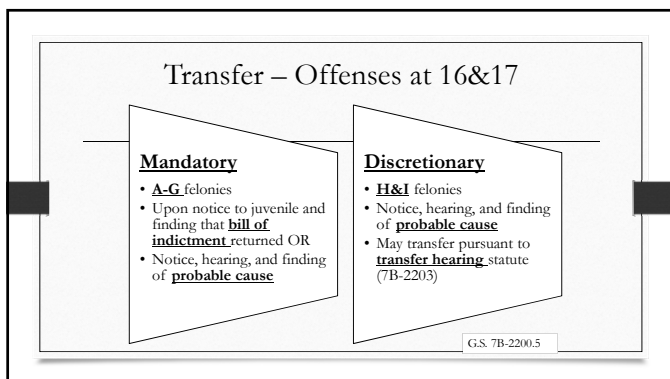 Transfer – Offenses at 16&17
Mandatory
• A-G felonies
• Upon notice to juvenile and
finding that bill of
indictment returned OR
• Notice, hearing, and finding
of probable cause
Discretionary
• H&I felonies
• Notice, hearing, and finding
of probable cause
• May transfer pursuant to
transfer hearing statute
(7B-2203)
G.S. 7B-2200.5